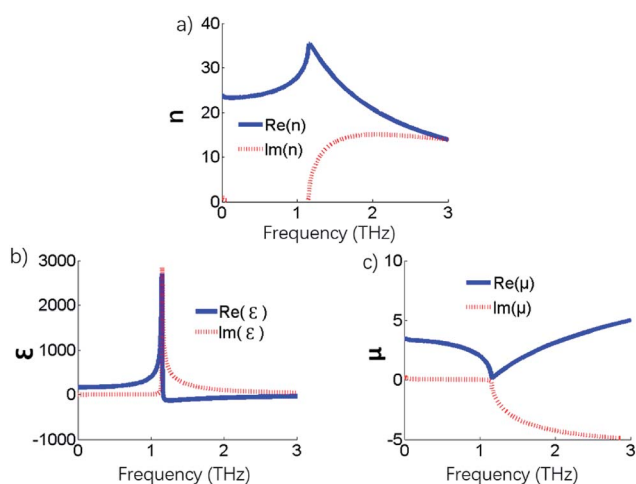 a)
40
30
20
10
0
n
Re(n)
Im(n)
0 1 2 3
Frequency (THz)
b)
3000
2000
1000
0
-1000
ε
Re( ε )
Im( ε )
0 1 2 3
Frequency (THz)
c)
10
5
0
-5
μ
Re(μ)
Im(μ)
0 1 2 3
Frequency (THz)